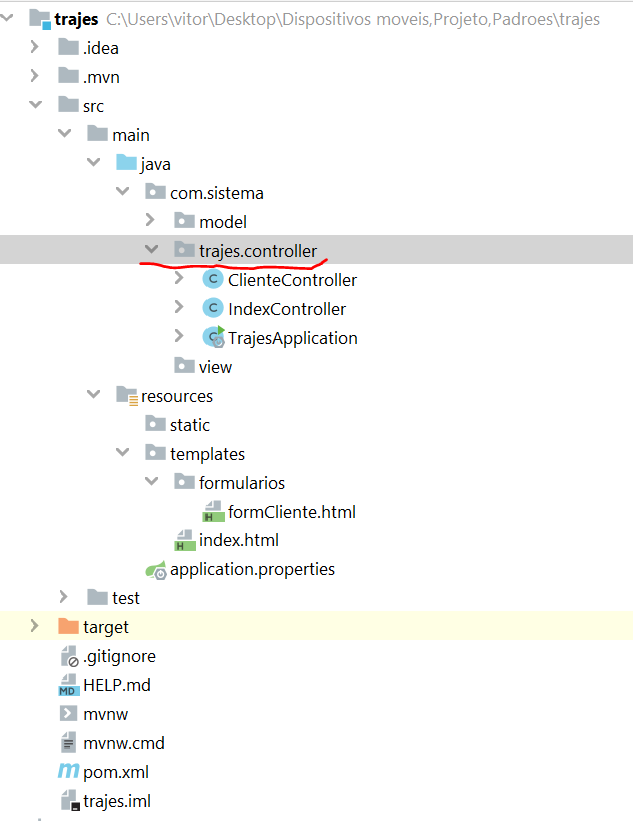 trajes C:\Users\vitor\Desktop\Dispositivos moveis,Projeto,Padroes\trajes
.idea
.mvn
src
main
java
com.sistema
model
trajes.controller
C ClienteController
C IndexController
C TrajesApplication
view
resources
static
templates
formularios
H formCliente.html
H index.html
application.properties
test
target
.gitignore
MD HELP.md
mvnw
mvnw.cmd
m pom.xml
trajes.iml